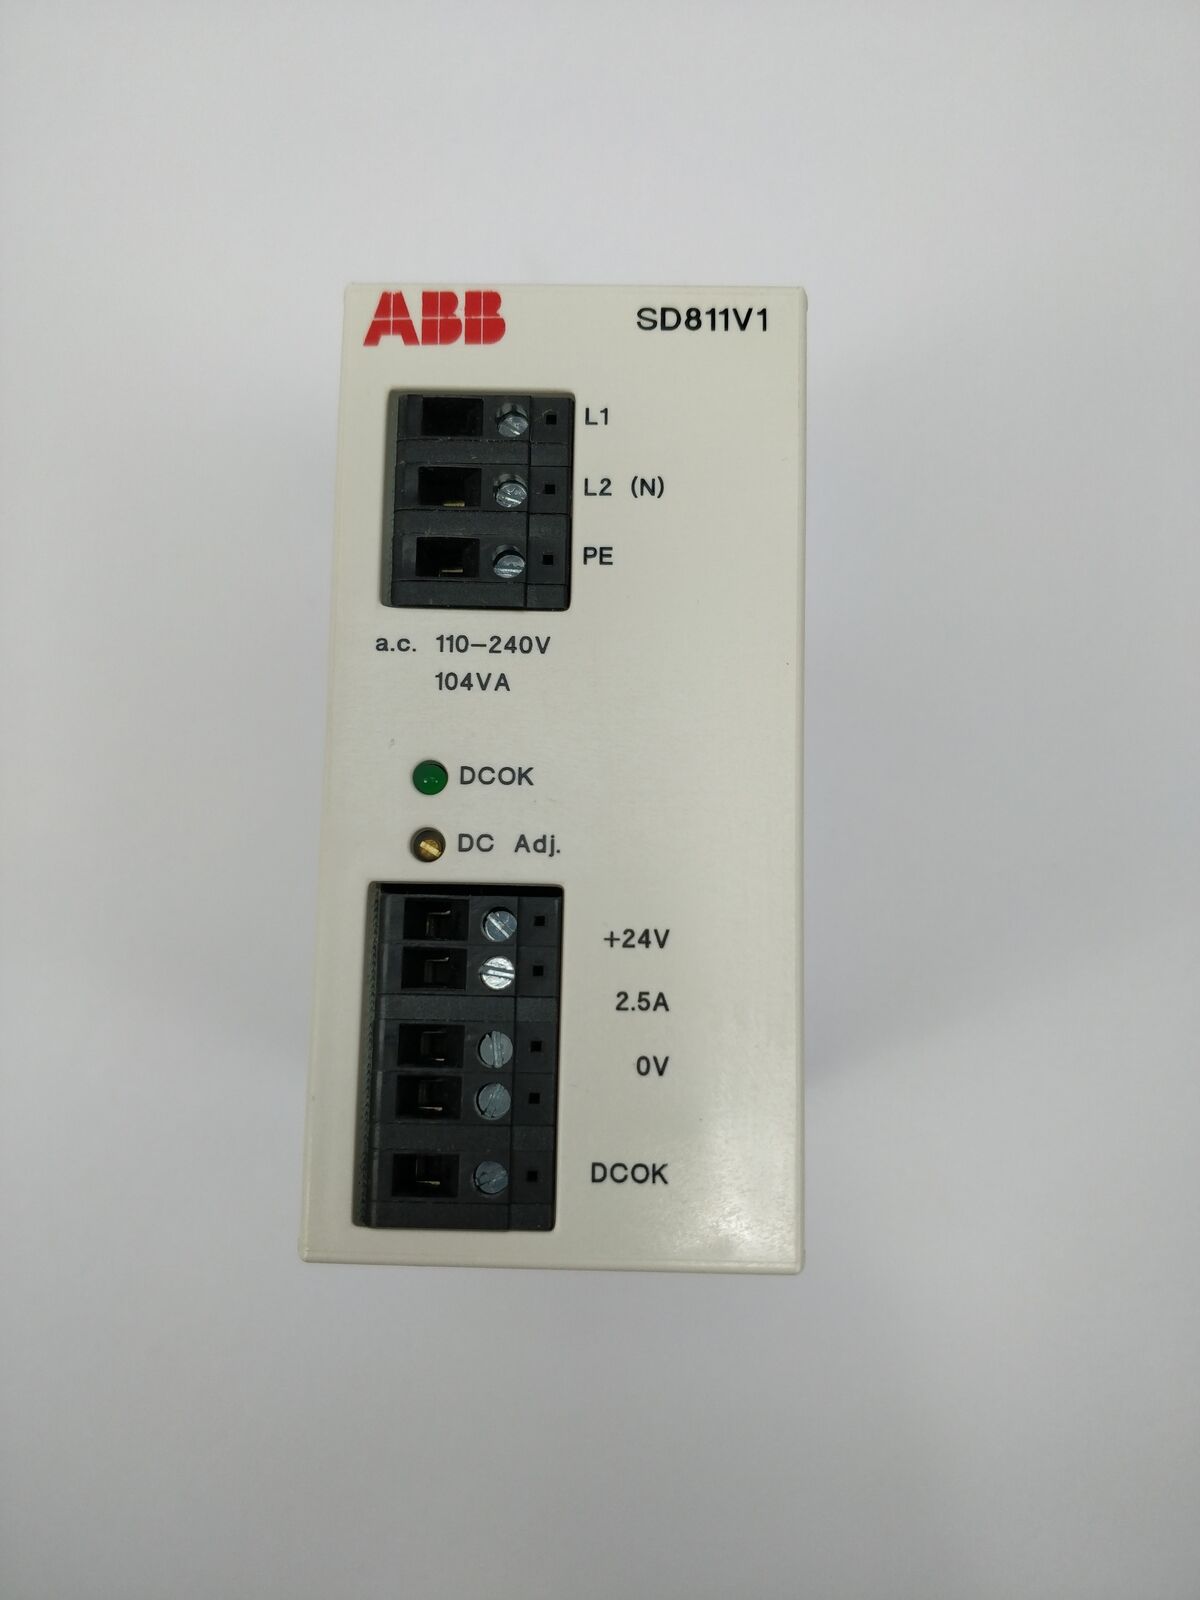 ABB SD811V1
L1
L2 (N)
PE
a.c. 110-240V
104VA
DCOK
DC Adj.
+24V
2.5A
0V
DCOK